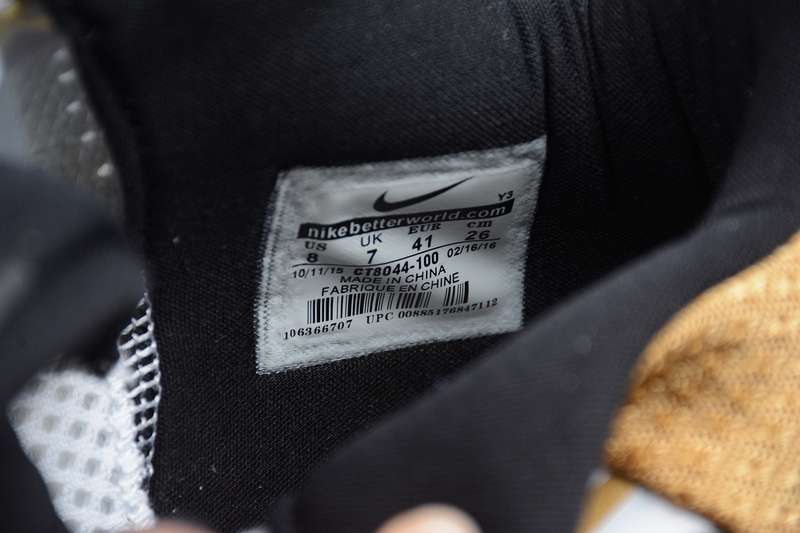 Y3
nikebetterworld.com
US UK EUR cm
8 7 41 26
10/11/15 CT8044-100 02/16/16
MADE IN CHINA
FABRIQUE EN CHINE
106366707 UPC 00885176847112